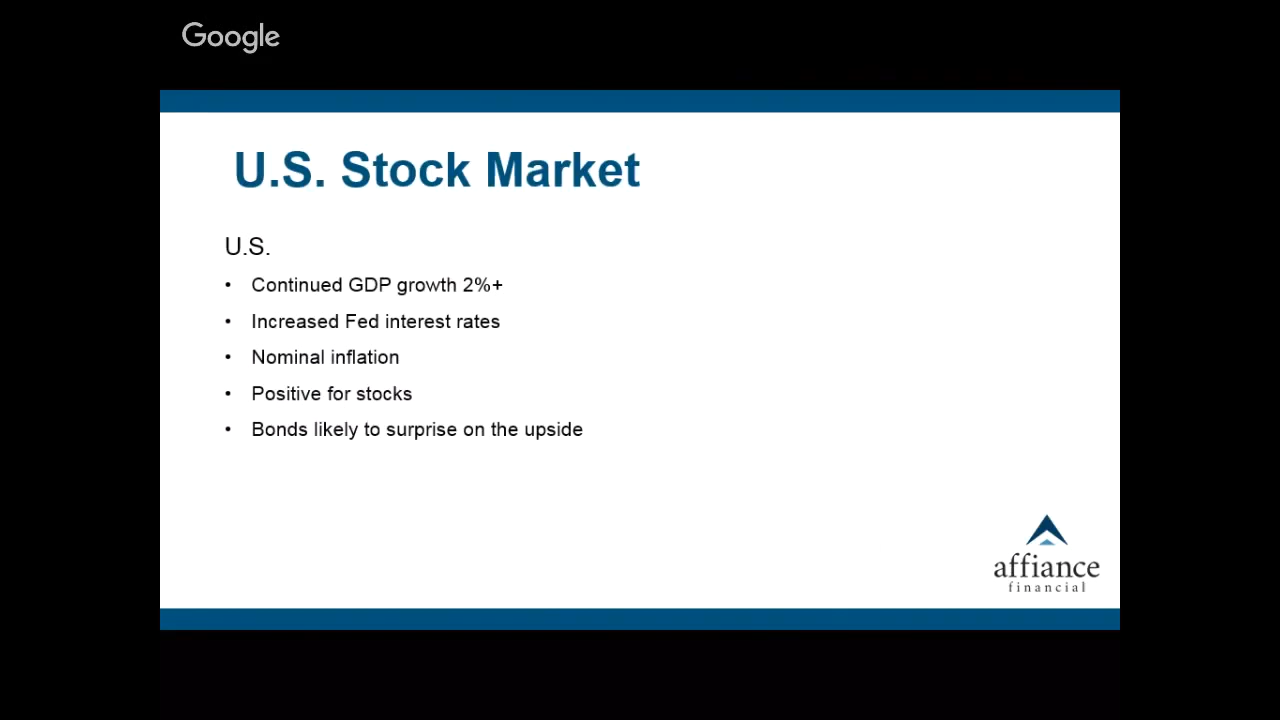 Google
U.S. Stock Market
U.S.
• Continued GDP growth 2%+
• Increased Fed interest rates
• Nominal inflation
• Positive for stocks
• Bonds likely to surprise on the upside
affiance
financial